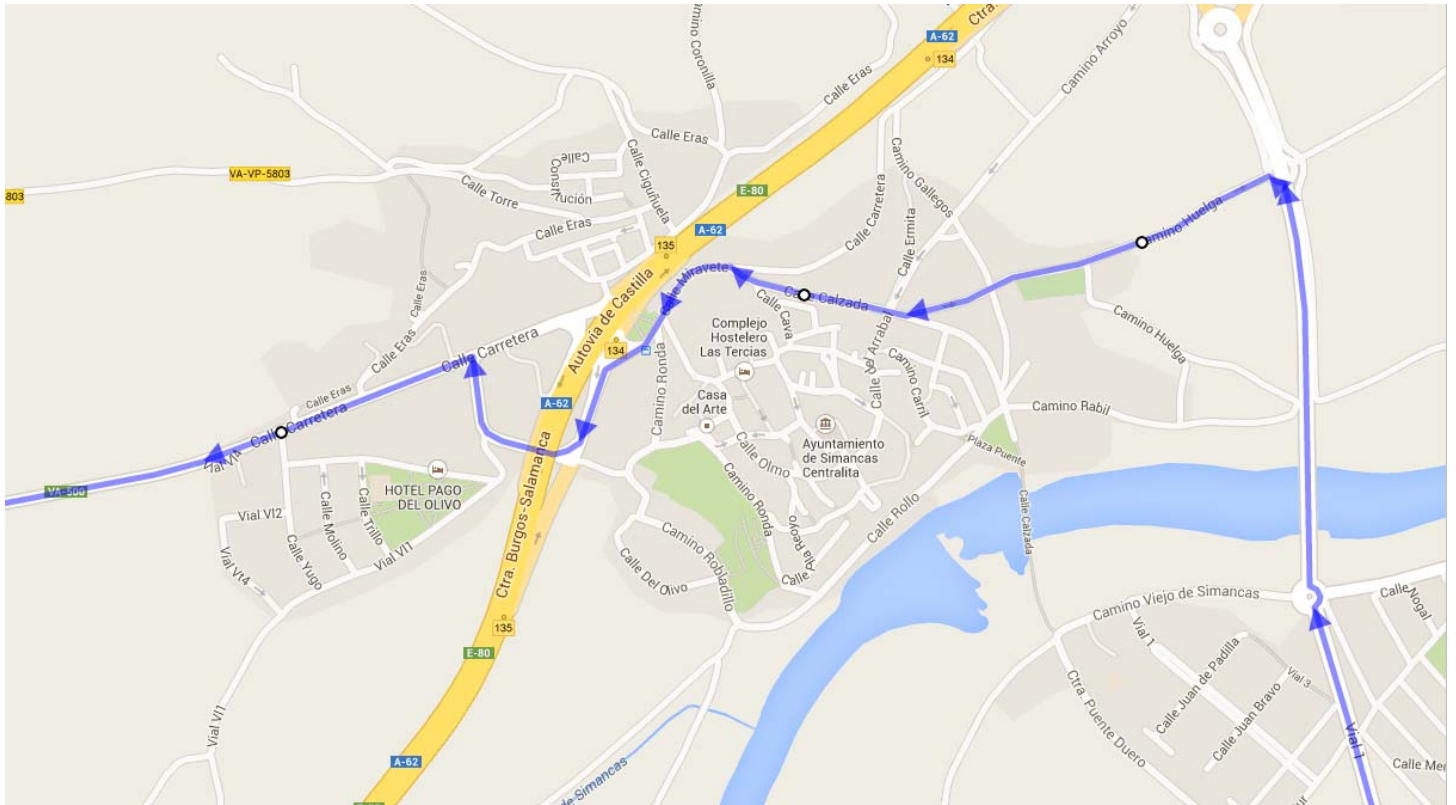 A-62
Ctra.
134
Camino Arroyo
Camino Coronilla
Calle Eras
Calle Eras
Calle
Constitución
Calle Cigüñuela
VA-VP-5803
803
Calle Torre
E-80
A-62
Camino Gallegos
Calle Carretera
Calle Ermita
Calle Eras
135
Calle Eras
Autovía de Castilla
Calle Miravete
Camino Huelga
Calle Calzada
Calle Cava
Camino Huelga
Calle Carretera
134
Complejo
Hostelero
Las Tercias
Calle del Arrabal
Camino Ronda
Calle Eras
Calle Eras
A-62
Casa
del Arte
Camino Carril
Camino Rabil
Calle Carretera
Vial VI1
Ayuntamiento
de Simancas
Centralita
Plaza Puente
Calle Olmo
HOTEL PAGO
DEL OLIVO
VA-500
Ctra. Burgos-Salamanca
Camino Ronda
Calle Rollo
Calle Calzada
Vial VI2
Calle Molino
Calle Trillo
Calle Yugo
Vial VI1
Vial Vt4
Camino Robladillo
Calle Del Olivo
135
E-80
Camino Viejo de Simancas
Calle Nogal
Vial 1
Calle Juan de Padilla
Vial 3
Calle Juan Bravo
Ctra. Puente Duero
Vial 1
Vial VI1
A-62
de Simancas
Calle Mer